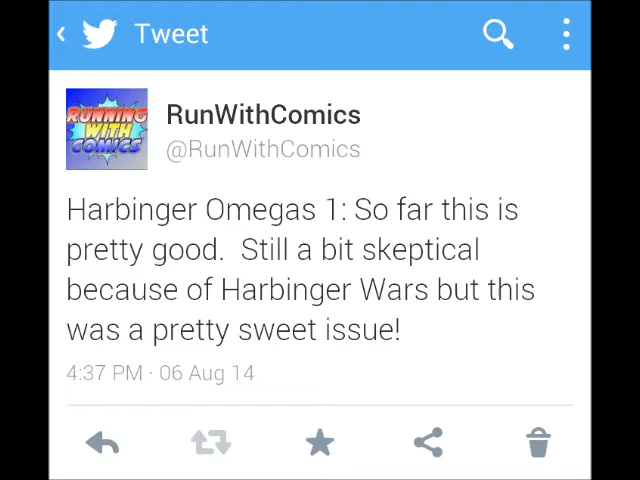 Tweet
RUNNING
WITH
COMICS
RunWithComics
@RunWithComics
Harbinger Omegas 1: So far this is
pretty good.  Still a bit skeptical
because of Harbinger Wars but this
was a pretty sweet issue!
4:37 PM · 06 Aug 14